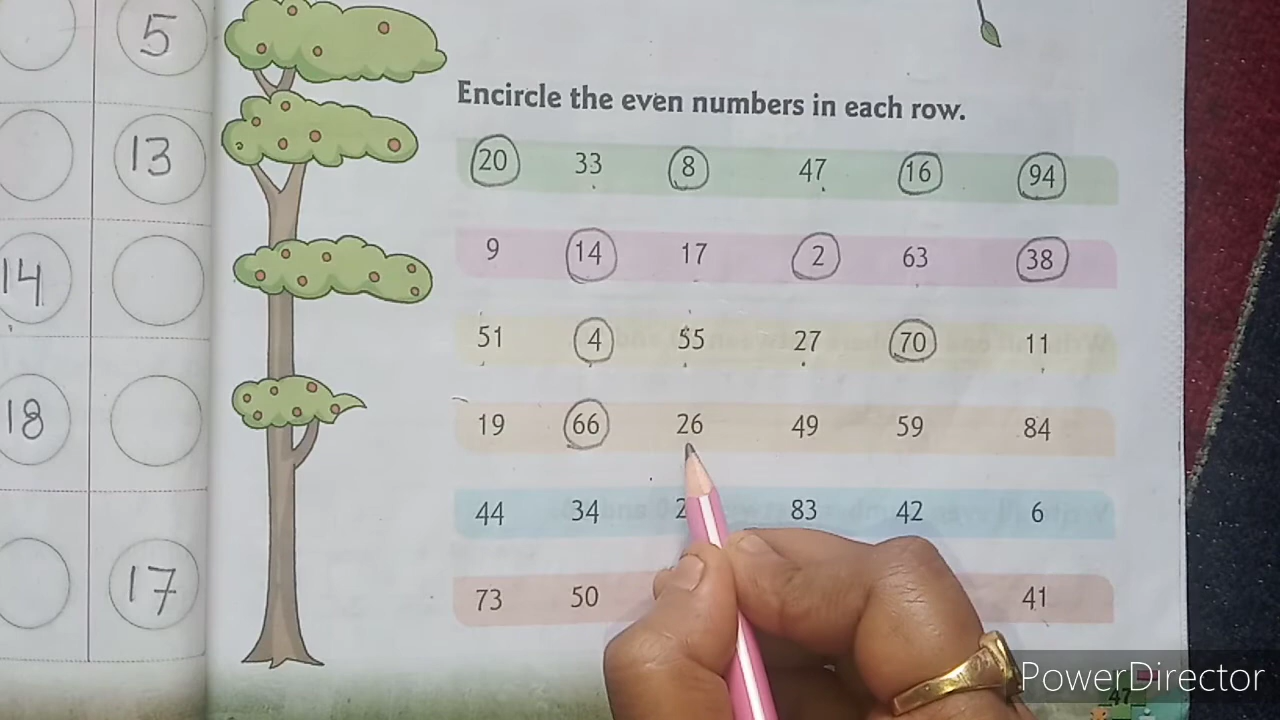 5
13
14
18
17
Encircle the even numbers in each row.
20 33 8 47 16 94
9 14 17 2 63 38
51 4 55 27 70 11
19 66 26 49 59 84
44 34 83 42 6
73 50 41
PowerDirector
47